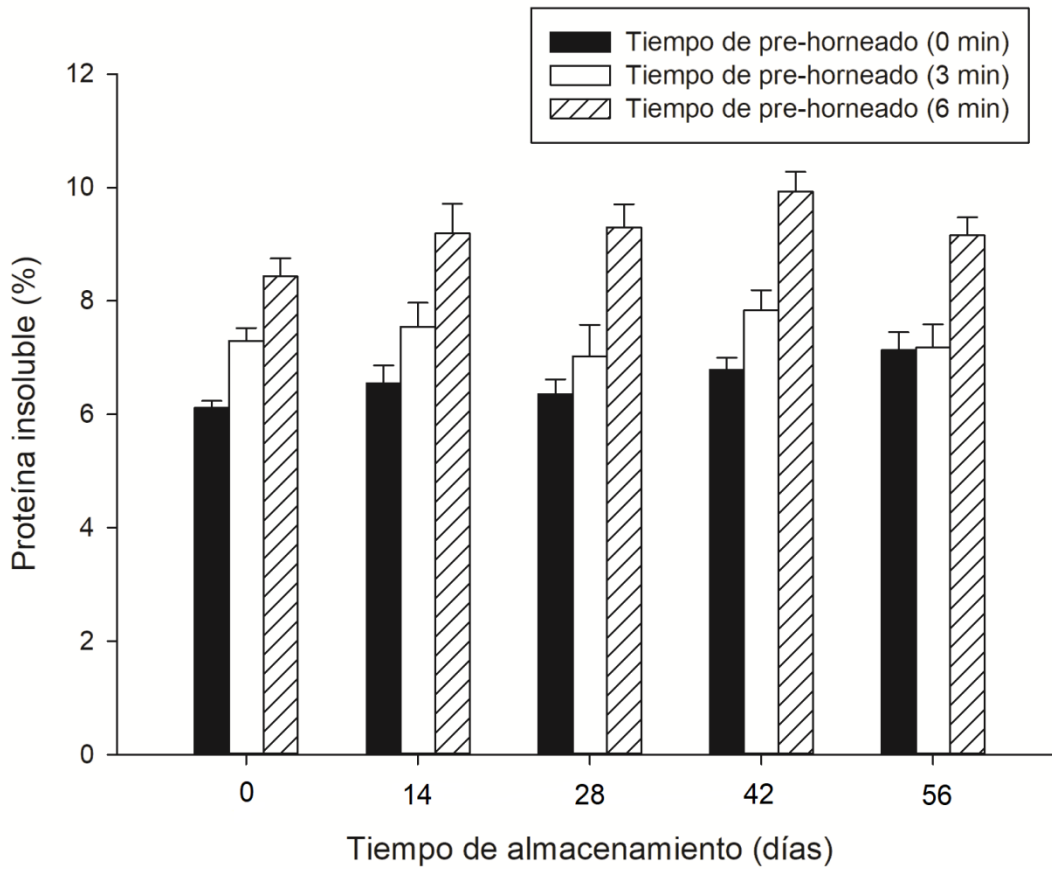 Tiempo de pre-horneado (0 min)
Tiempo de pre-horneado (3 min)
Tiempo de pre-horneado (6 min)
Proteína insoluble (%)
12
10
8
6
4
2
0
0 14 28 42 56
Tiempo de almacenamiento (días)